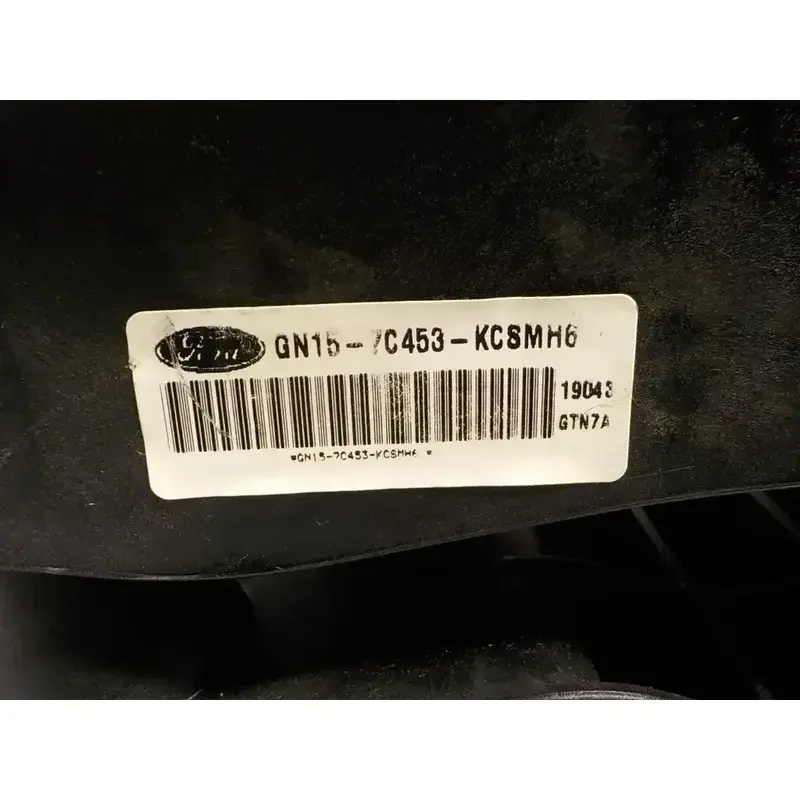 Ford GN15-7C453-KCSMH6
19043
GTN7A
*GN15-7C453-KCSMH6 *